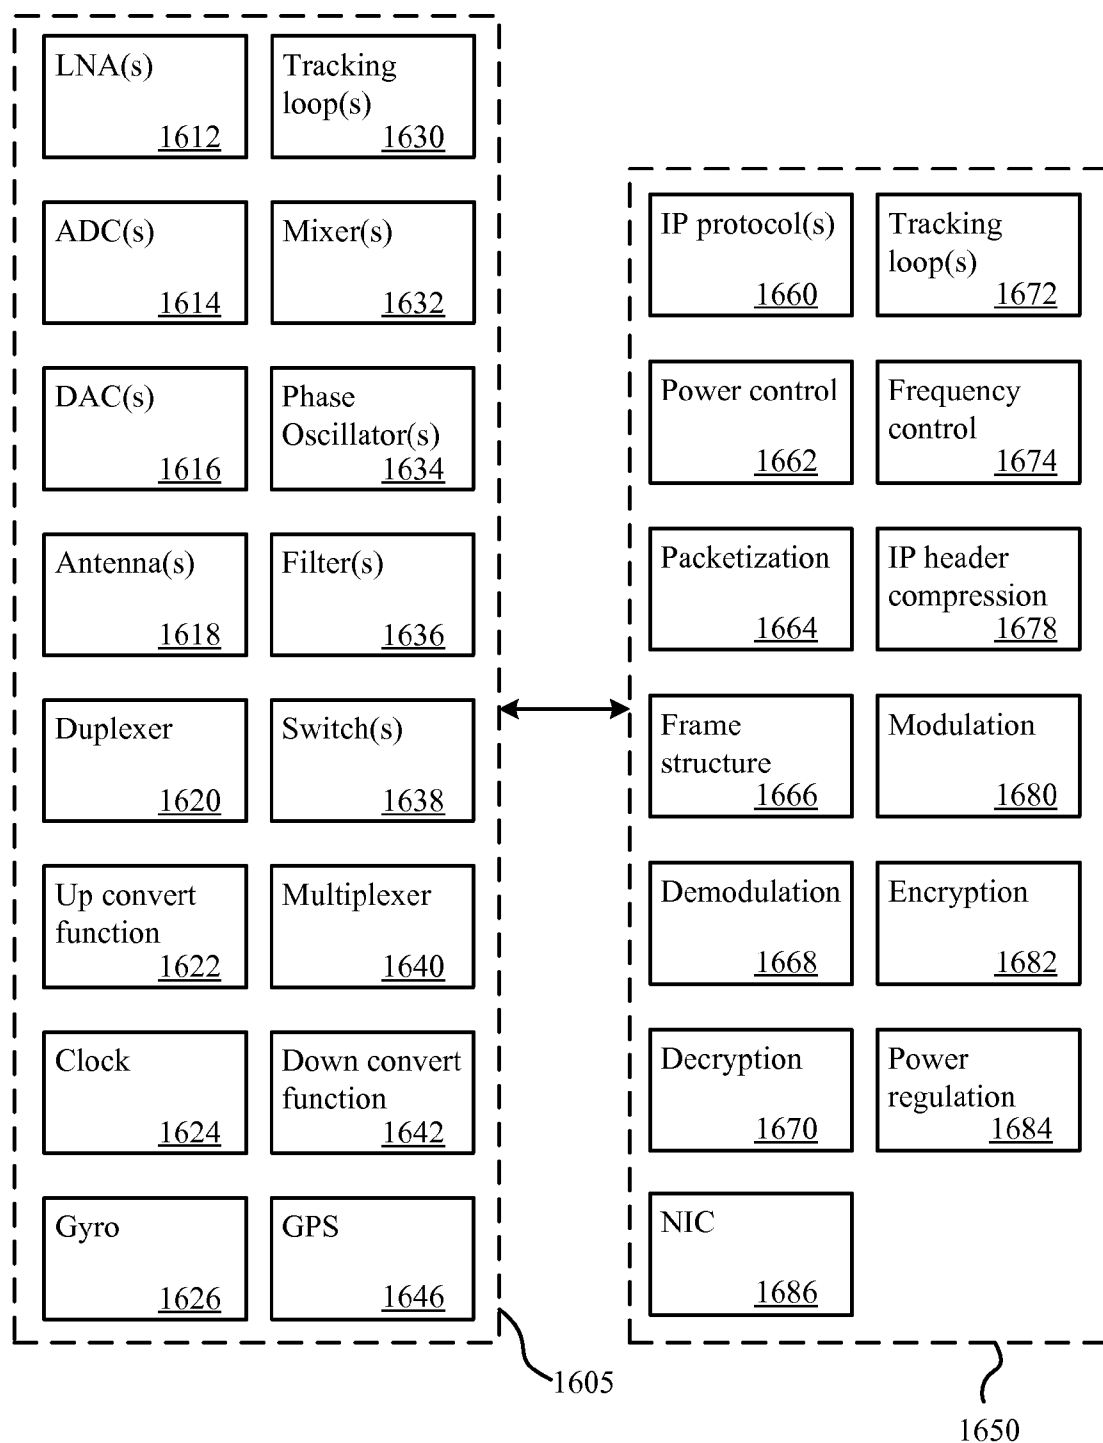 LNA(s)
1612
Tracking
loop(s)
1630
ADC(s)
1614
Mixer(s)
1632
DAC(s)
1616
Phase
Oscillator(s)
1634
Antenna(s)
1618
Filter(s)
1636
Duplexer
1620
Switch(s)
1638
Up convert
function
1622
Multiplexer
1640
Clock
1624
Down convert
function
1642
Gyro
1626
GPS
1646
1605
IP protocol(s)
1660
Tracking
loop(s)
1672
Power control
1662
Frequency
control
1674
Packetization
1664
IP header
compression
1678
Frame
structure
1666
Modulation
1680
Demodulation
1668
Encryption
1682
Decryption
1670
Power
regulation
1684
NIC
1686
1650